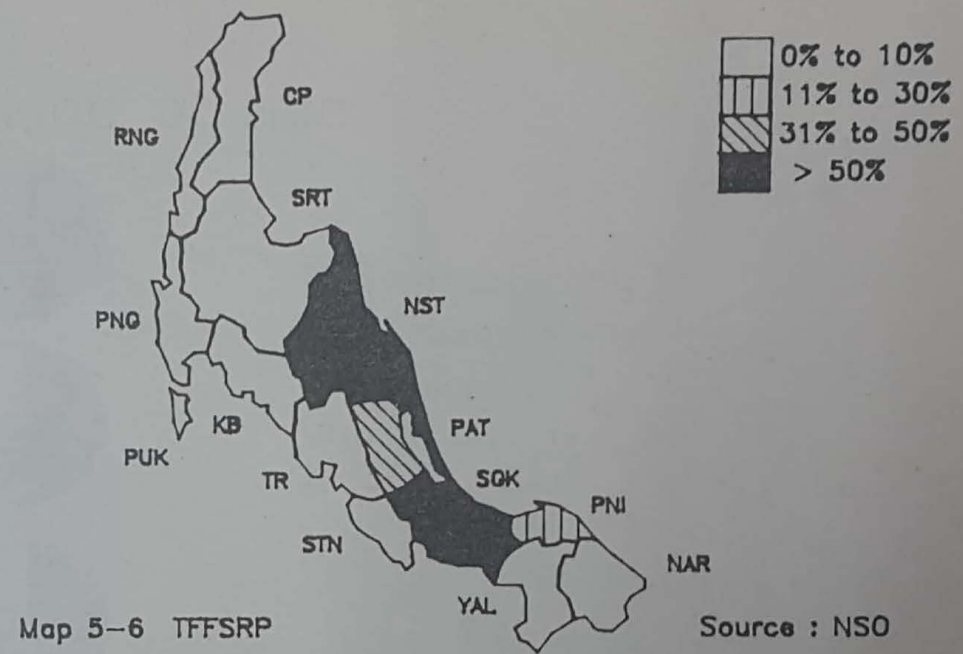 0% to 10%
11% to 30%
31% to 50%
> 50%
CP
RNG
SRT
NST
PNG
KB
PUK
TR
PAT
SGK
STN
PNI
NAR
YAL
Map 5-6 TFFSRP
Source : NSO